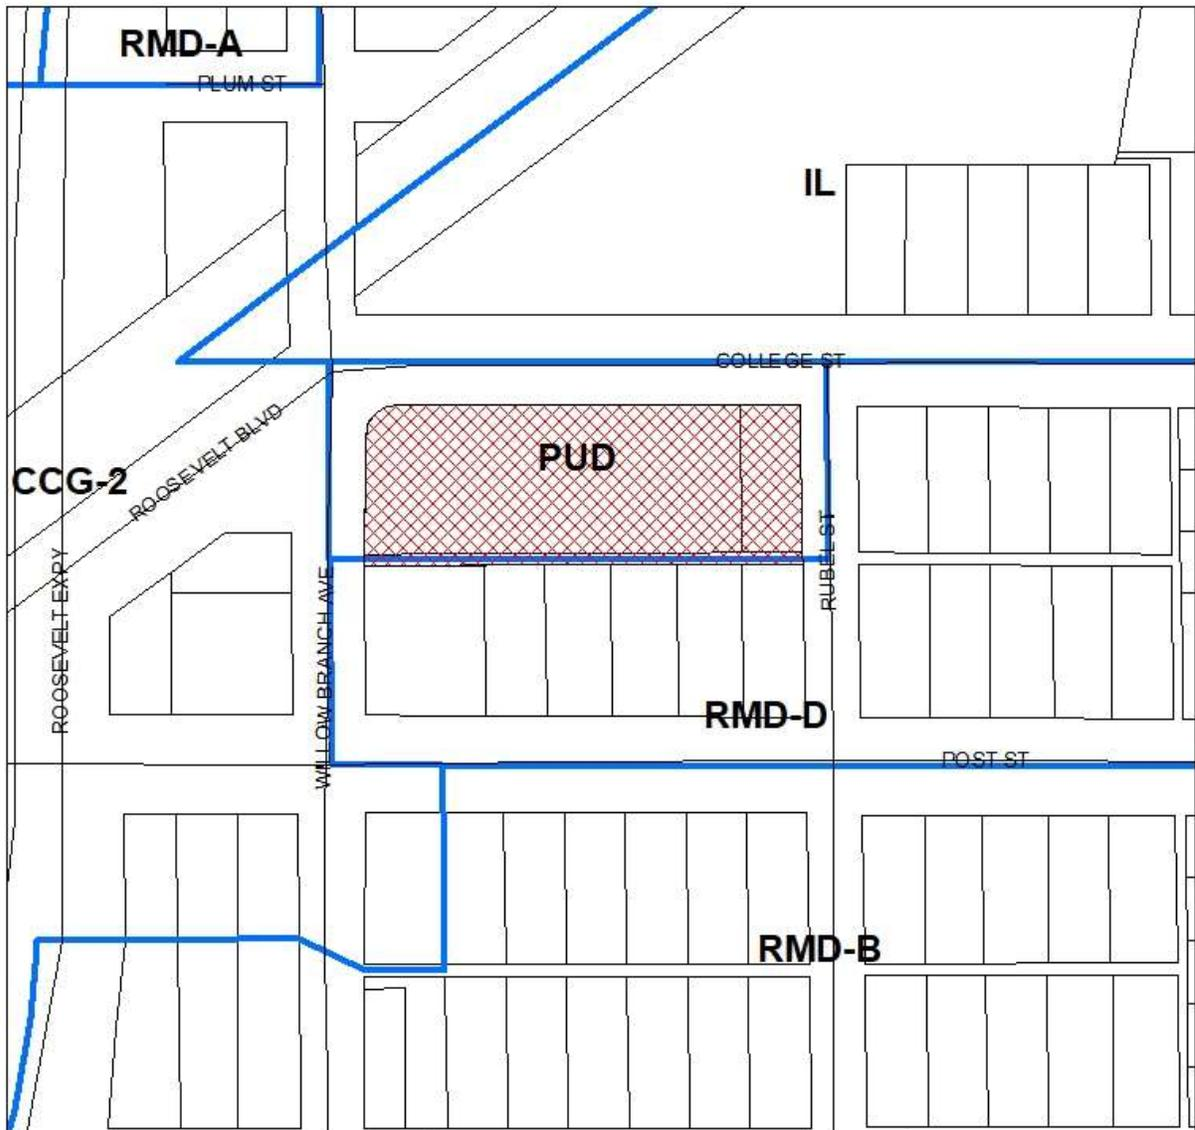 RMD-A
PLUM ST
IL
COLLEGE ST
PUD
CCG-2
ROOSEVELT BLVD
ROOSEVELT EXPY
WILLOW BRANCH AVE
RUBEL ST
RMD-D
POST ST
RMD-B